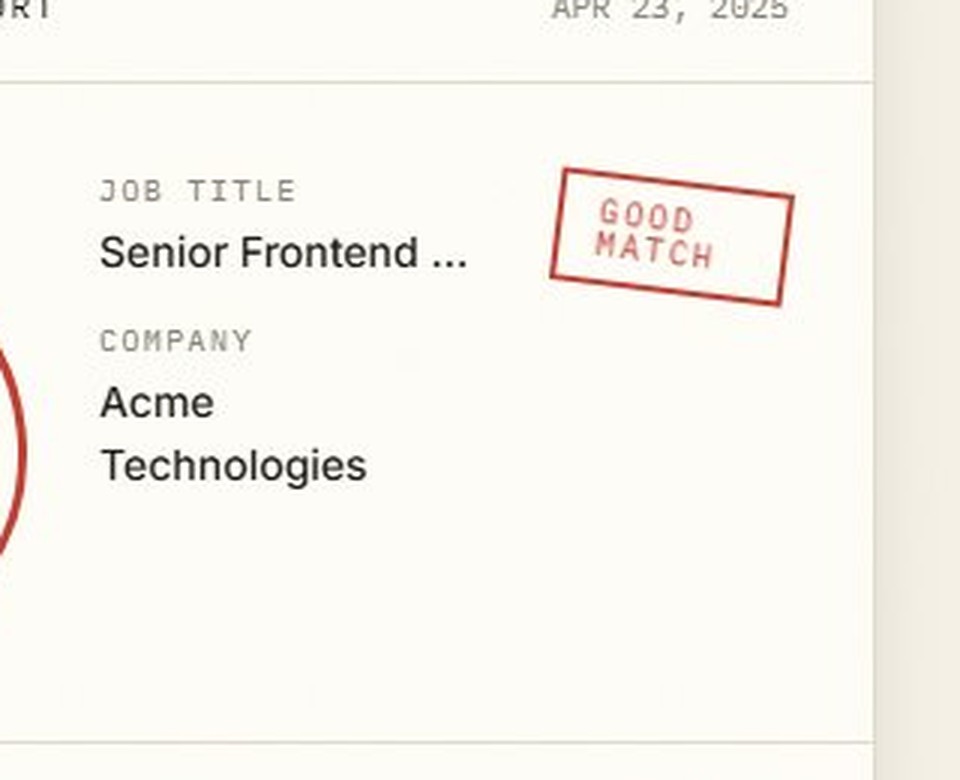 APR 23, 2025
JOB TITLE
Senior Frontend ...
GOOD
MATCH
COMPANY
Acme
Technologies